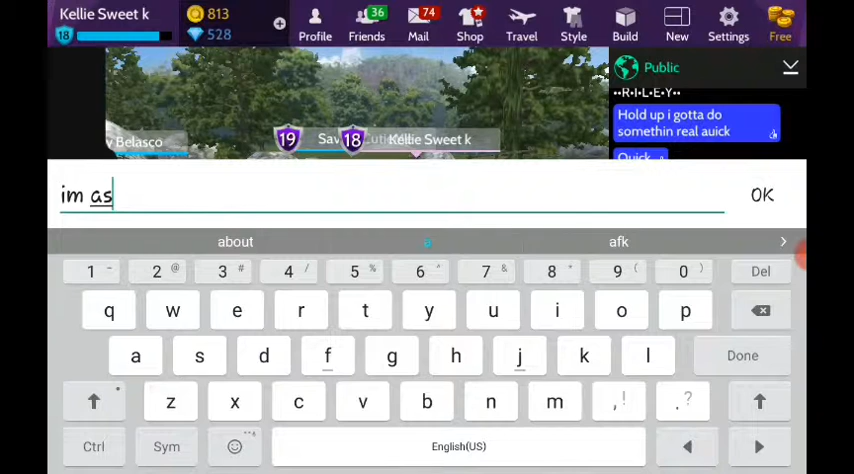 Kellie Sweet k
18
813
528
36
74
Profile
Friends
Mail
Shop
Travel
Style
Build
New
Settings
Free
Public
••R•I•L•E•Y••
Hold up i gotta do
somethin real auick
Quick
Belasco
19
18
Kellie Sweet k
im as
OK
about
a
afk
>
1 - 2 @ 3 # 4 / 5 % 6 ^ 7 & 8 * 9 ( 0 ) Del
q w e r t y u i o p
a s d f g h j k l Done
z x c v b n m , ! . ?
Ctrl Sym English(US)